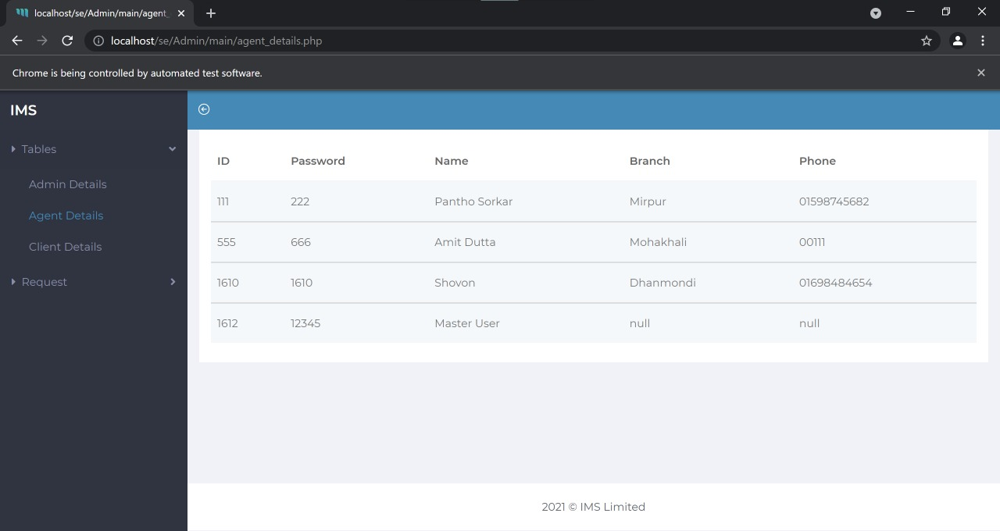 localhost/se/Admin/main/agent_
localhost/se/Admin/main/agent_details.php
Chrome is being controlled by automated test software.
IMS
Tables
Admin Details
Agent Details
Client Details
Request
ID Password Name Branch Phone
111 222 Pantho Sorkar Mirpur 01598745682
555 666 Amit Dutta Mohakhali 00111
1610 1610 Shovon Dhanmondi 01698484654
1612 12345 Master User null null
2021 © IMS Limited